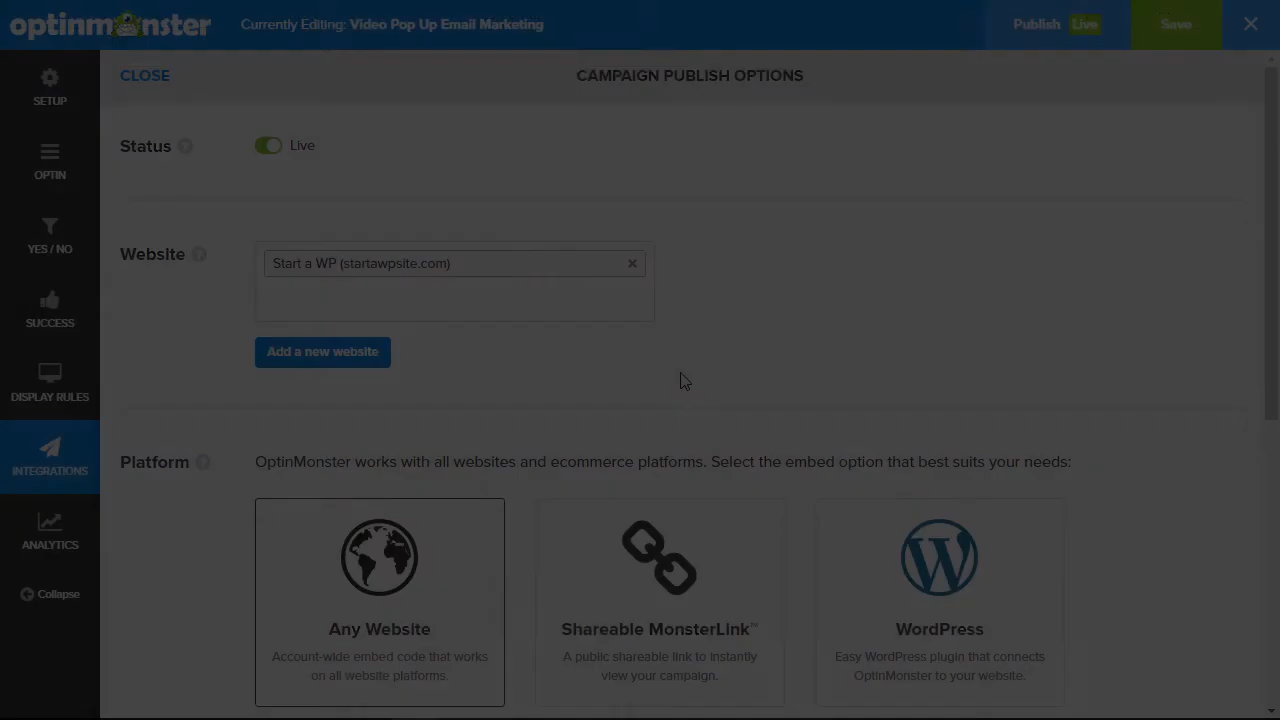 optinmonster Currently Editing: Video Pop Up Email Marketing Publish Live Save ×
SETUP
OPTIN
YES / NO
SUCCESS
DISPLAY RULES
INTEGRATIONS
ANALYTICS
Collapse
CLOSE CAMPAIGN PUBLISH OPTIONS
Status ? Live
Website ? Start a WP (startawpsite.com) ×
Add a new website
Platform ? OptinMonster works with all websites and ecommerce platforms. Select the embed option that best suits your needs:
Any Website
Account-wide embed code that works
on all website platforms.
Shareable MonsterLink™
A public shareable link to instantly
view your campaign.
WordPress
Easy WordPress plugin that connects
OptinMonster to your website.